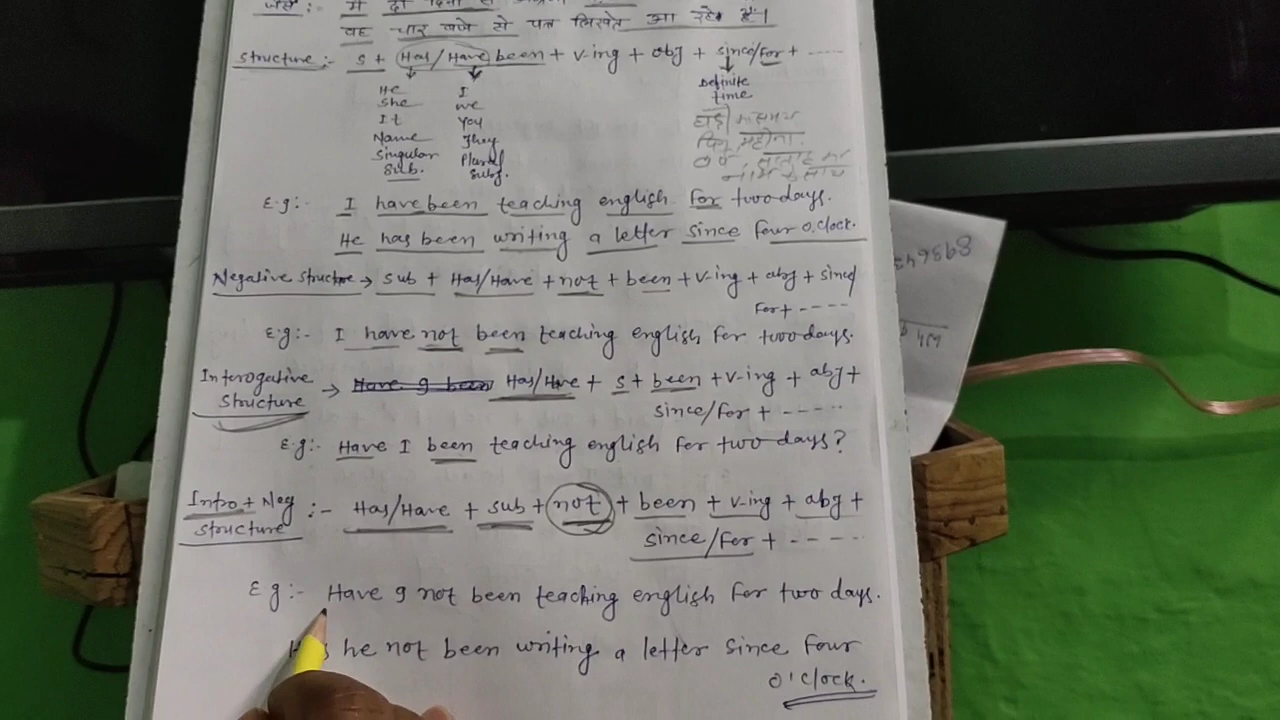 जैसे :- मैं दो दिनों से
वह चार बजे से पत्र लिखते आ रहे हैं।
Structure :- S + Has/Have been + V-ing + obj + since/For + -----
He I Definite
She we time
It You
Name They
Singular Plural
Sub. Subj.
E.g :- I have been teaching english for two days.
He has been writing a letter since four o,clock.
Negative structure → sub + Has/Have + not + been + V-ing + obj + since/
For + ----
E.g :- I have not been teaching english for two days.
Interogative → Have I been Has/Have + S + been + V-ing + obj +
structure since/For + -----
E.g :- Have I been teaching english for two days?
Intro + Neg :- Has/Have + sub + not + been + V-ing + obj +
structure since/For + ----
E g :- Have I not been teaching english for two days.
he not been writing a letter since four
o'clock.